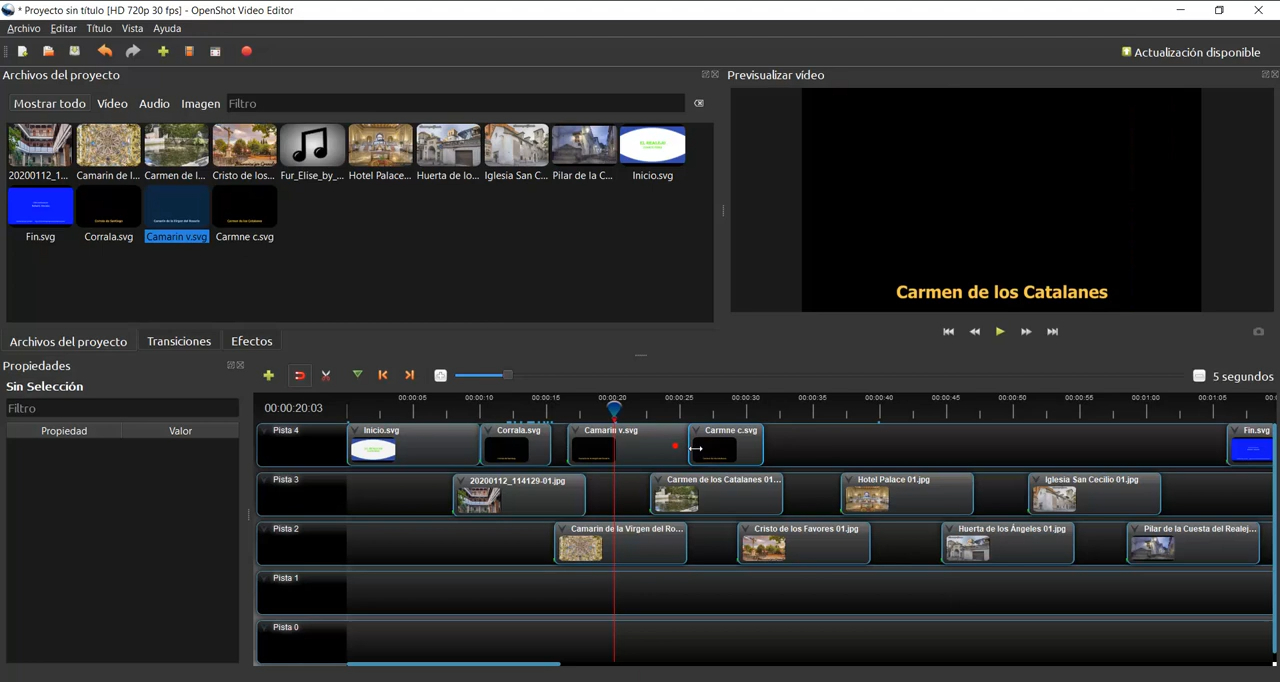 * Proyecto sin título [HD 720p 30 fps] - OpenShot Video Editor
Archivo Editar Título Vista Ayuda
Actualización disponible
Archivos del proyecto
Previsualizar vídeo
Mostrar todo Vídeo Audio Imagen Filtro
20200112_1... Camarin de l... Carmen de l... Cristo de los... Fur_Elise_by_... Hotel Palace... Huerta de lo... Iglesia San C... Pilar de la C... Inicio.svg
Fin.svg Corrala.svg Camarin v.svg Carmne c.svg
Carmen de los Catalanes
Archivos del proyecto Transiciones Efectos
Propiedades
Sin Selección
Filtro
Propiedad Valor
5 segundos
00:00:20:03
00:00:05 00:00:10 00:00:15 00:00:20 00:00:25 00:00:30 00:00:35 00:00:40 00:00:45 00:00:50 00:00:55 00:01:00 00:01:05
Pista 4 Inicio.svg Corrala.svg Camarin v.svg Carmne c.svg Fin.svg
Pista 3 20200112_114129-01.jpg Carmen de los Catalanes 01... Hotel Palace 01.jpg Iglesia San Cecilio 01.jpg
Pista 2 Camarin de la Virgen del Ro... Cristo de los Favores 01.jpg Huerta de los Ángeles 01.jpg Pilar de la Cuesta del Realej...
Pista 1
Pista 0